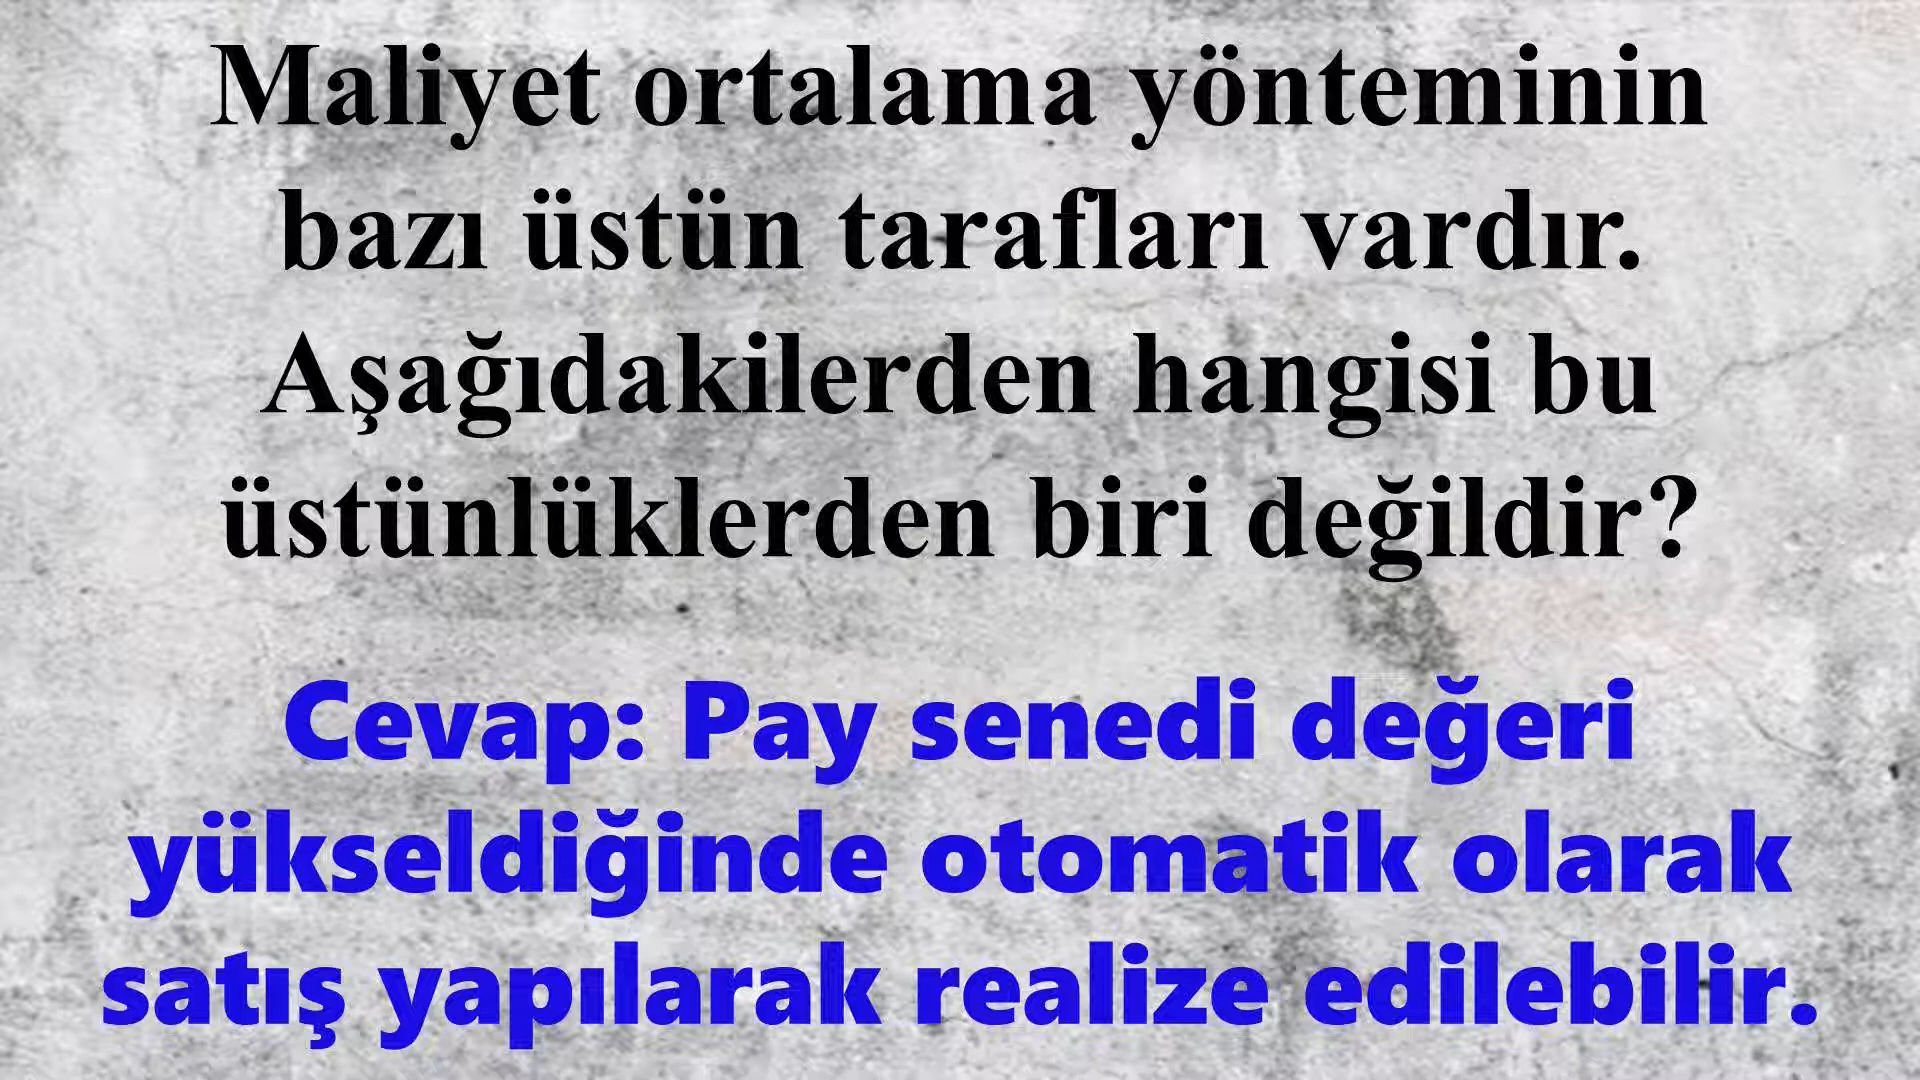 Maliyet ortalama yönteminin
bazı üstün tarafları vardır.
Aşağıdakilerden hangisi bu
üstünlüklerden biri değildir?
Cevap: Pay senedi değeri
yükseldiğinde otomatik olarak
satış yapılarak realize edilebilir.